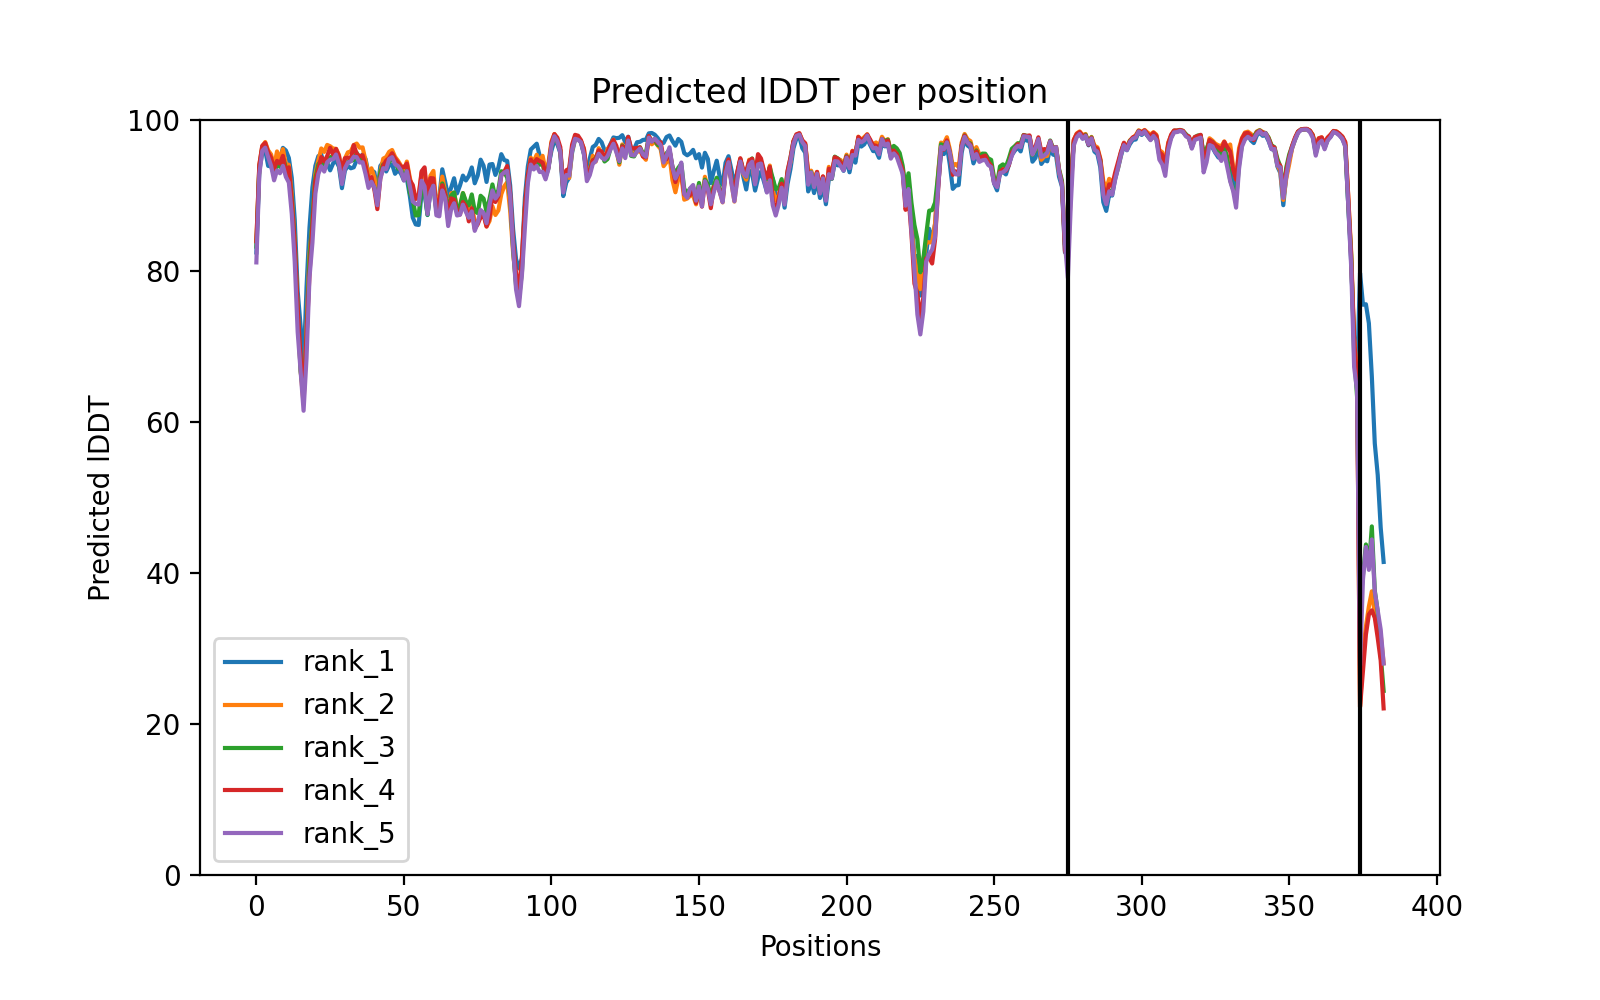 Predicted lDDT per position
Predicted lDDT
100
80
60
40
20
0
rank_1
rank_2
rank_3
rank_4
rank_5
0 50 100 150 200 250 300 350 400
Positions